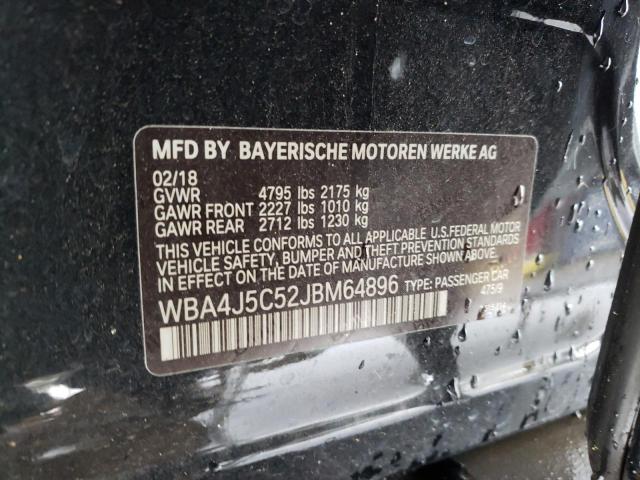 MFD BY BAYERISCHE MOTOREN WERKE AG
02/18
GVWR 4795 lbs 2175 kg
GAWR FRONT 2227 lbs 1010 kg
GAWR REAR 2712 lbs 1230 kg
THIS VEHICLE CONFORMS TO ALL APPLICABLE U.S.FEDERAL MOTOR
VEHICLE SAFETY, BUMPER, AND THEFT PREVENTION STANDARDS
IN EFFECT ON THE DATE OF MANUFACTURE SHOWN ABOVE.
WBA4J5C52JBM64896 TYPE: PASSENGER CAR
475/9